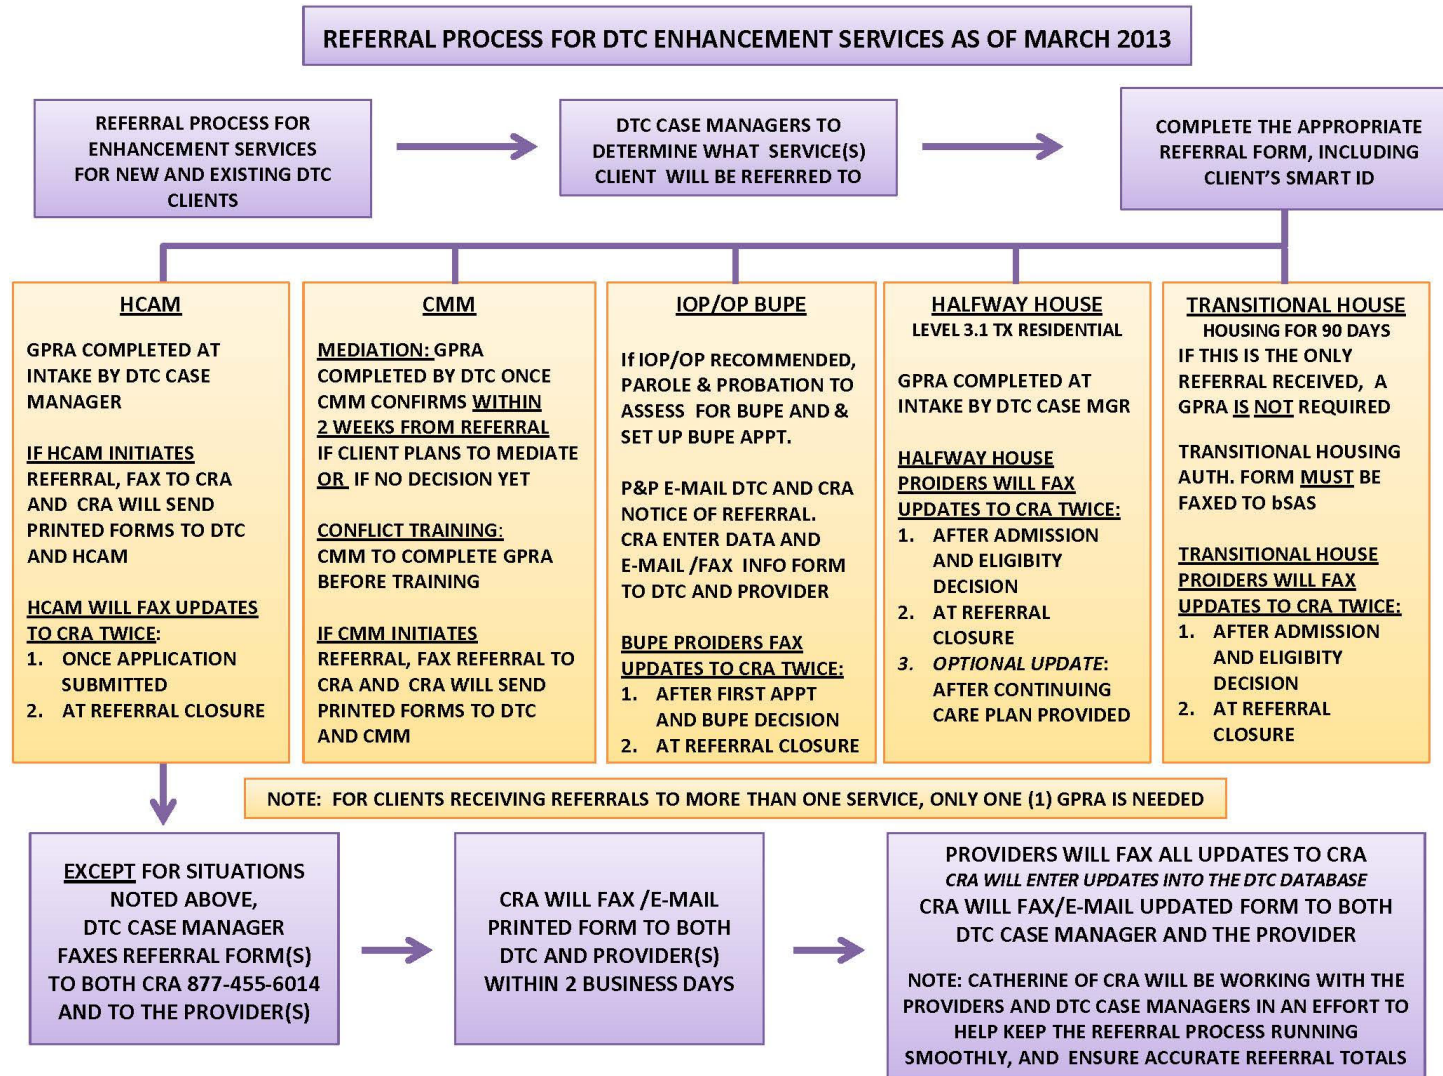 REFERRAL PROCESS FOR DTC ENHANCEMENT SERVICES AS OF MARCH 2013
REFERRAL PROCESS FOR
ENHANCEMENT SERVICES
FOR NEW AND EXISTING DTC
CLIENTS
DTC CASE MANAGERS TO
DETERMINE WHAT SERVICE(S)
CLIENT WILL BE REFERRED TO
COMPLETE THE APPROPRIATE
REFERRAL FORM, INCLUDING
CLIENT'S SMART ID
HCAM
GPRA COMPLETED AT
INTAKE BY DTC CASE
MANAGER
IF HCAM INITIATES
REFERRAL, FAX TO CRA
AND CRA WILL SEND
PRINTED FORMS TO DTC
AND HCAM
HCAM WILL FAX UPDATES
TO CRA TWICE:
1. ONCE APPLICATION
SUBMITTED
2. AT REFERRAL CLOSURE
CMM
MEDIATION: GPRA
COMPLETED BY DTC ONCE
CMM CONFIRMS WITHIN
2 WEEKS FROM REFERRAL
IF CLIENT PLANS TO MEDIATE
OR IF NO DECISION YET
CONFLICT TRAINING:
CMM TO COMPLETE GPRA
BEFORE TRAINING
IF CMM INITIATES
REFERRAL, FAX REFERRAL TO
CRA AND CRA WILL SEND
PRINTED FORMS TO DTC
AND CMM
IOP/OP BUPE
If IOP/OP RECOMMENDED,
PAROLE & PROBATION TO
ASSESS FOR BUPE AND &
SET UP BUPE APPT.
P&P E-MAIL DTC AND CRA
NOTICE OF REFERRAL.
CRA ENTER DATA AND
E-MAIL /FAX INFO FORM
TO DTC AND PROVIDER
BUPE PROIDERS FAX
UPDATES TO CRA TWICE:
1. AFTER FIRST APPT
AND BUPE DECISION
2. AT REFERRAL CLOSURE
HALFWAY HOUSE
LEVEL 3.1 TX RESIDENTIAL
GPRA COMPLETED AT
INTAKE BY DTC CASE MGR
HALFWAY HOUSE
PROIDERS WILL FAX
UPDATES TO CRA TWICE:
1. AFTER ADMISSION
AND ELIGIBITY
DECISION
2. AT REFERRAL
CLOSURE
3. OPTIONAL UPDATE:
AFTER CONTINUING
CARE PLAN PROVIDED
TRANSITIONAL HOUSE
HOUSING FOR 90 DAYS
IF THIS IS THE ONLY
REFERRAL RECEIVED, A
GPRA IS NOT REQUIRED
TRANSITIONAL HOUSING
AUTH. FORM MUST BE
FAXED TO bSAS
TRANSITIONAL HOUSE
PROIDERS WILL FAX
UPDATES TO CRA TWICE:
1. AFTER ADMISSION
AND ELIGIBITY
DECISION
2. AT REFERRAL
CLOSURE
NOTE: FOR CLIENTS RECEIVING REFERRALS TO MORE THAN ONE SERVICE, ONLY ONE (1) GPRA IS NEEDED
EXCEPT FOR SITUATIONS
NOTED ABOVE,
DTC CASE MANAGER
FAXES REFERRAL FORM(S)
TO BOTH CRA 877-455-6014
AND TO THE PROVIDER(S)
CRA WILL FAX /E-MAIL
PRINTED FORM TO BOTH
DTC AND PROVIDER(S)
WITHIN 2 BUSINESS DAYS
PROVIDERS WILL FAX ALL UPDATES TO CRA
CRA WILL ENTER UPDATES INTO THE DTC DATABASE
CRA WILL FAX/E-MAIL UPDATED FORM TO BOTH
DTC CASE MANAGER AND THE PROVIDER
NOTE: CATHERINE OF CRA WILL BE WORKING WITH THE
PROVIDERS AND DTC CASE MANAGERS IN AN EFFORT TO
HELP KEEP THE REFERRAL PROCESS RUNNING
SMOOTHLY, AND ENSURE ACCURATE REFERRAL TOTALS